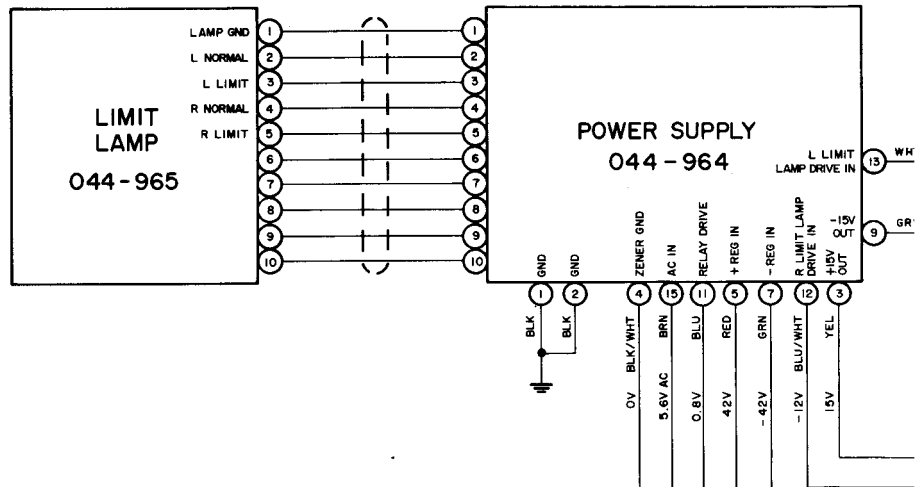 LIMIT
LAMP
044-965
LAMP GND 1
L NORMAL 2
L LIMIT 3
R NORMAL 4
R LIMIT 5
6
7
8
9
10
1
2
3
4
5
6
7
8
9
10
POWER SUPPLY
044-964
L LIMIT
LAMP DRIVE IN
13
-15V
OUT
9
GND
GND
ZENER GND
AC IN
RELAY DRIVE
+REG IN
-REG IN
R LIMIT LAMP
DRIVE IN
+15V
OUT
1
2
4
15
11
5
7
12
3
BLK
BLK
BLK/WHT
BRN
BLU
RED
GRN
BLU/WHT
YEL
0V
5.6V AC
0.8V
42V
-42V
-12V
15V